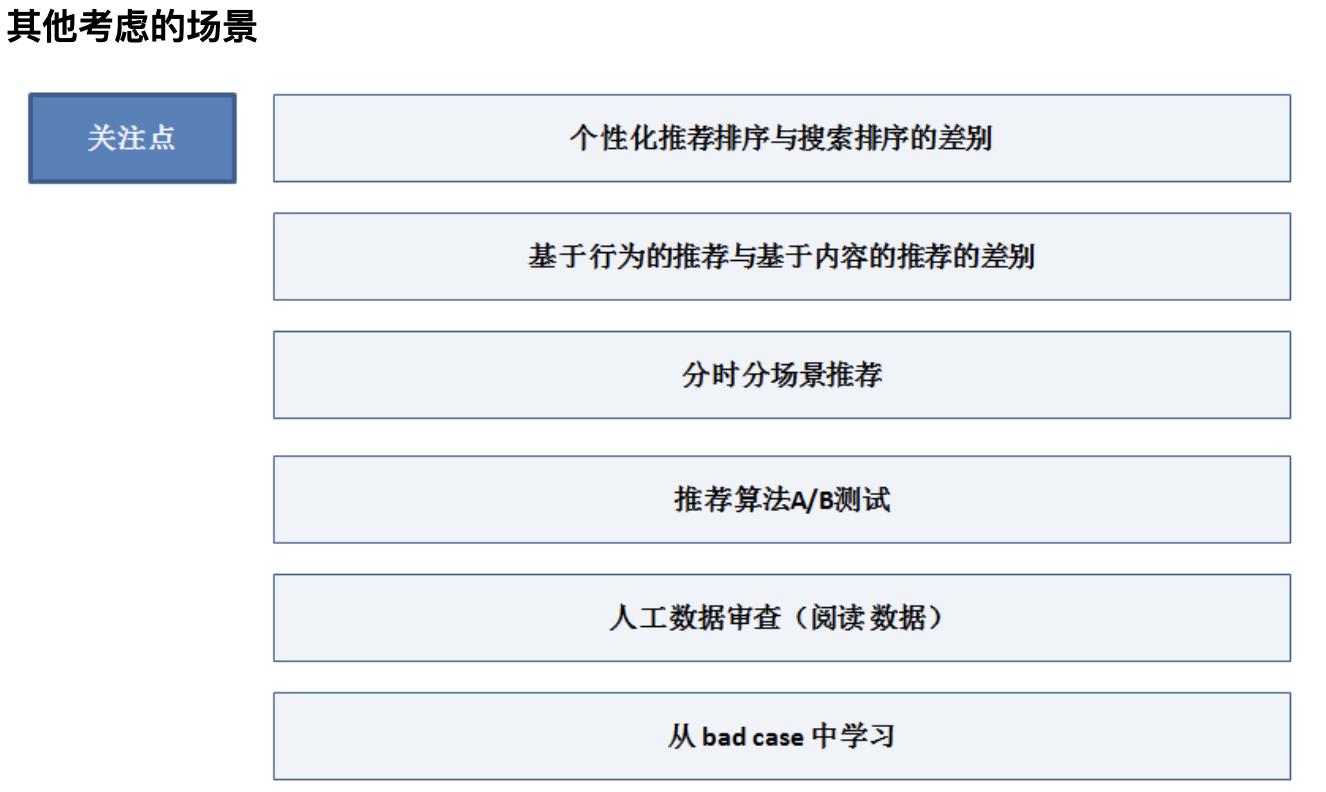 其他考虑的场景
关注点
个性化推荐排序与搜索排序的差别
基于行为的推荐与基于内容的推荐的差别
分时分场景推荐
推荐算法A/B测试
人工数据审查（阅读数据）
从 bad case 中学习